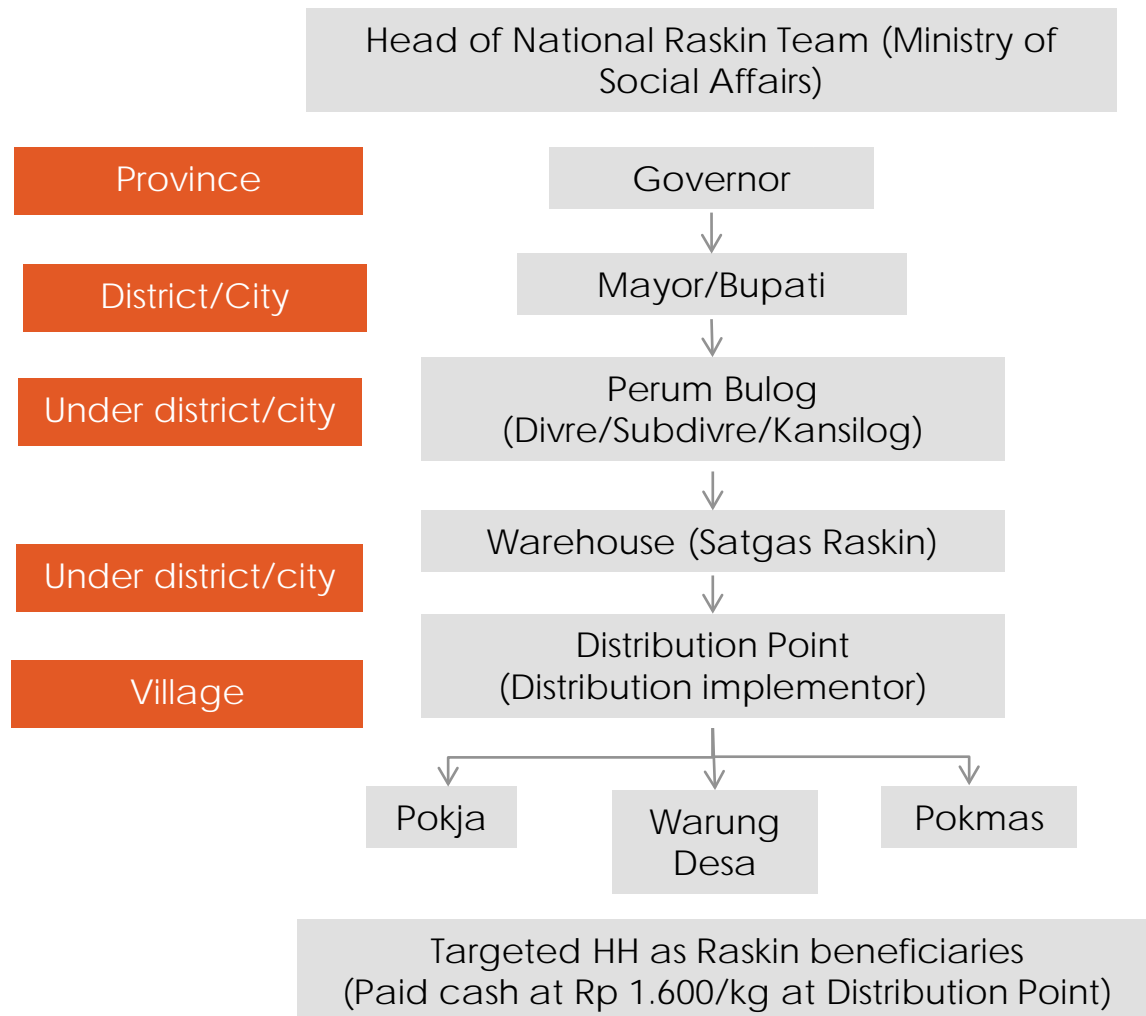 Head of National Raskin Team (Ministry of
Social Affairs)
Province
Governor
District/City
Mayor/Bupati
Under district/city
Perum Bulog
(Divre/Subdivre/Kansilog)
Under district/city
Warehouse (Satgas Raskin)
Village
Distribution Point
(Distribution implementor)
Pokja
Warung
Desa
Pokmas
Targeted HH as Raskin beneficiaries
(Paid cash at Rp 1.600/kg at Distribution Point)